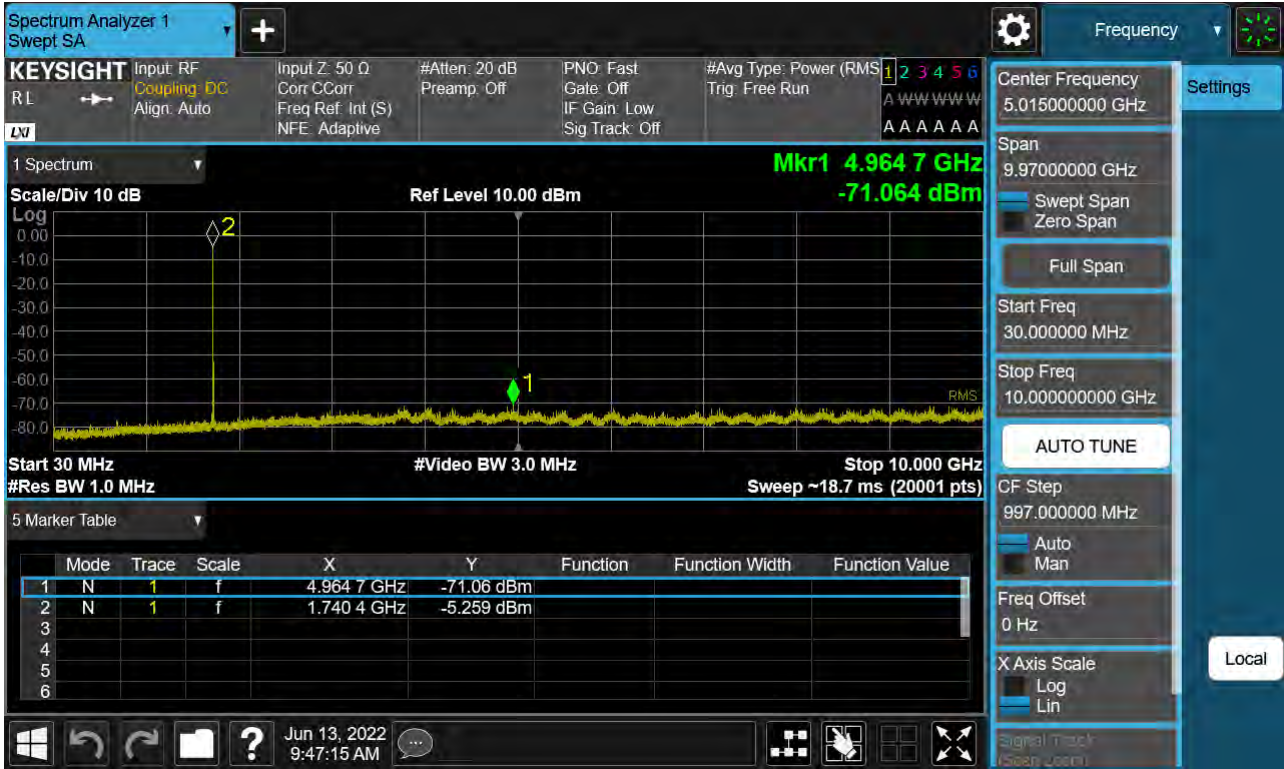 Spectrum Analyzer 1
Swept SA
Frequency
KEYSIGHT
R L
LXI
Input: RF
Coupling: DC
Align: Auto
Input Z: 50 Ω
Corr CCorr
Freq Ref: Int (S)
NFE: Adaptive
#Atten: 20 dB
Preamp: Off
PNO: Fast
Gate: Off
IF Gain: Low
Sig Track: Off
#Avg Type: Power (RMS
Trig: Free Run
1 2 3 4 5 6
A W W W W W
A A A A A A
1 Spectrum
Scale/Div 10 dB
Ref Level 10.00 dBm
Mkr1 4.964 7 GHz
-71.064 dBm
Log
0.00
-10.0
-20.0
-30.0
-40.0
-50.0
-60.0
-70.0
-80.0
2
1
RMS
Start 30 MHz
#Video BW 3.0 MHz
Stop 10.000 GHz
#Res BW 1.0 MHz
Sweep ~18.7 ms (20001 pts)
5 Marker Table
Mode Trace Scale X Y Function Function Width Function Value
1 N 1 f 4.964 7 GHz -71.06 dBm
2 N 1 f 1.740 4 GHz -5.259 dBm
3
4
5
6
Center Frequency
5.015000000 GHz
Settings
Span
9.97000000 GHz
Swept Span
Zero Span
Full Span
Start Freq
30.000000 MHz
Stop Freq
10.000000000 GHz
AUTO TUNE
CF Step
997.000000 MHz
Auto
Man
Freq Offset
0 Hz
X Axis Scale
Log
Lin
Local
Signal Track
(Span Zoom)
?
Jun 13, 2022
9:47:15 AM